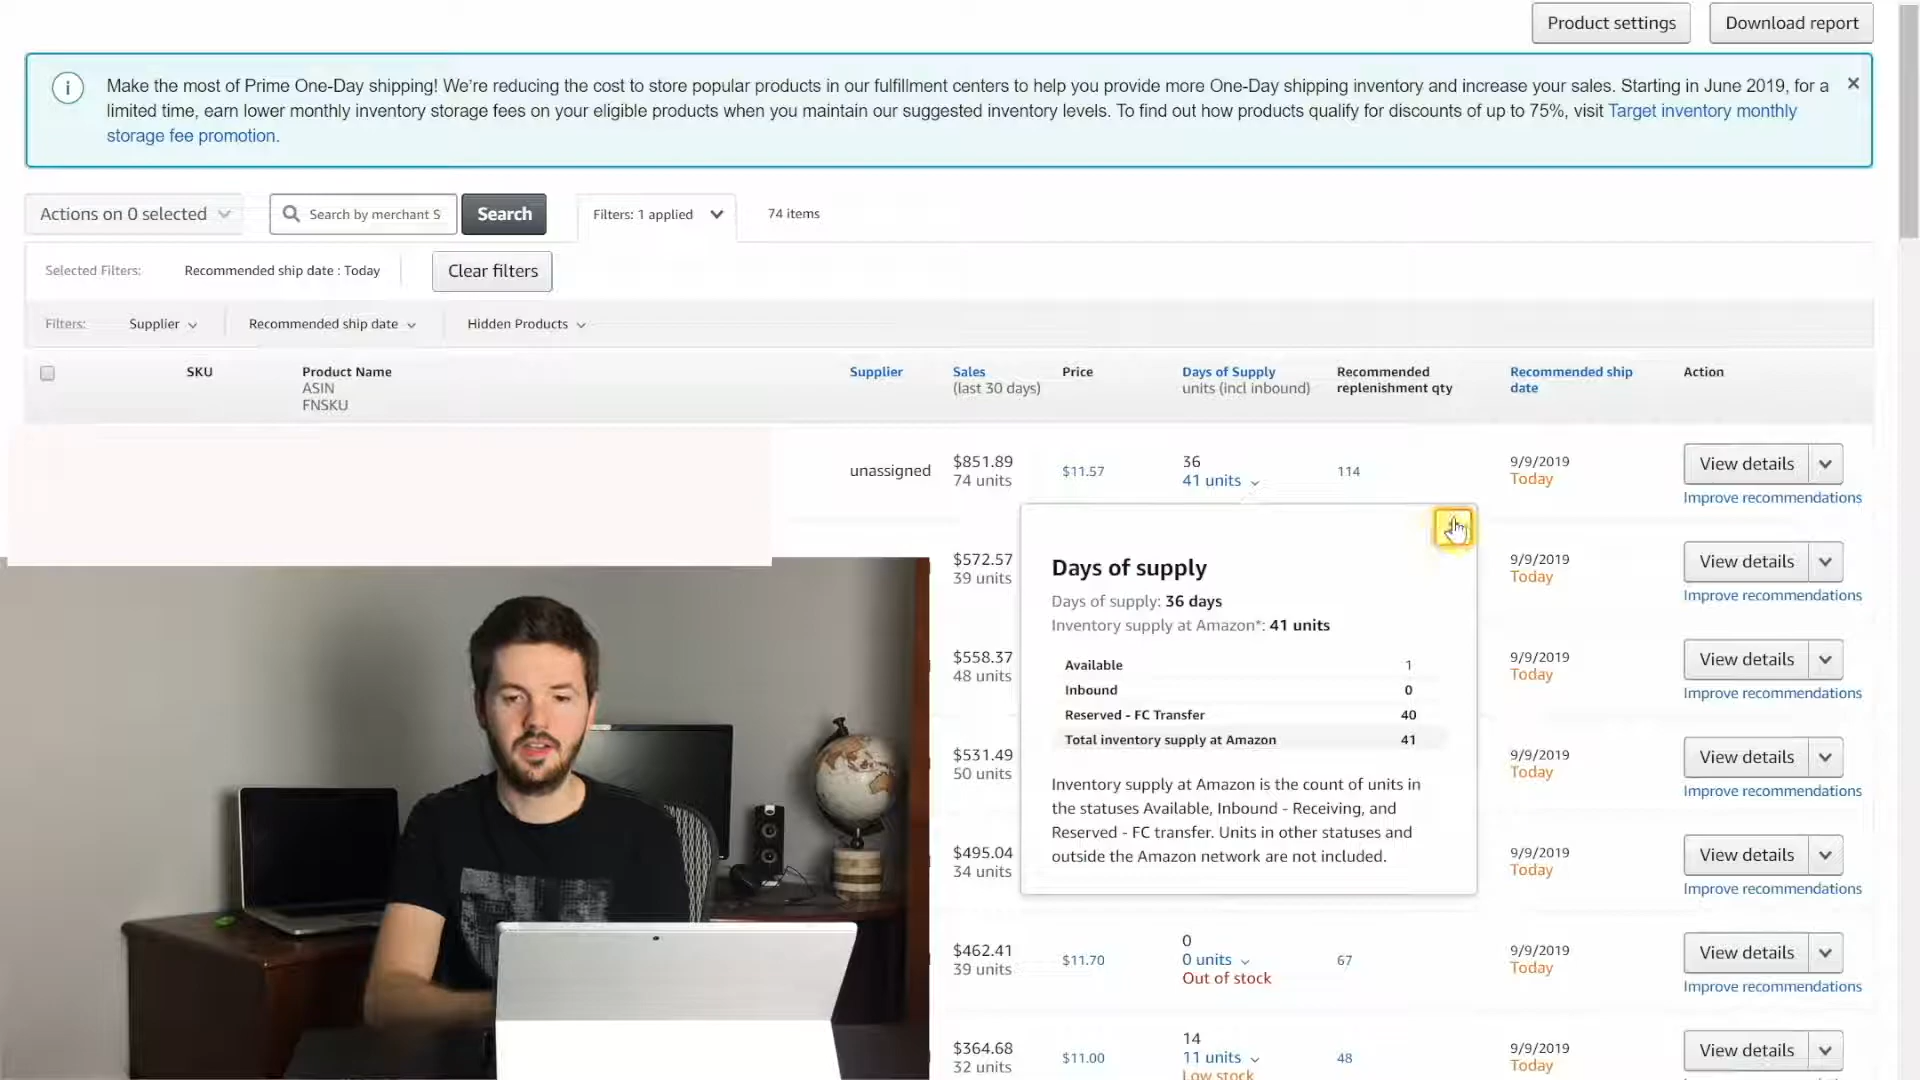 Product settings
Download report
Make the most of Prime One-Day shipping! We're reducing the cost to store popular products in our fulfillment centers to help you provide more One-Day shipping inventory and increase your sales. Starting in June 2019, for a
limited time, earn lower monthly inventory storage fees on your eligible products when you maintain our suggested inventory levels. To find out how products qualify for discounts of up to 75%, visit Target inventory monthly
storage fee promotion.
Actions on 0 selected
Search by merchant S
Search
Filters: 1 applied
74 items
Selected Filters:
Recommended ship date : Today
Clear filters
Filters:
Supplier
Recommended ship date
Hidden Products
SKU
Product Name
ASIN
FNSKU
Supplier
Sales
(last 30 days)
Price
Days of Supply
units (incl inbound)
Recommended
replenishment qty
Recommended ship
date
Action
unassigned
$851.89
74 units
$11.57
36
41 units
114
9/9/2019
Today
View details
Improve recommendations
$572.57
39 units
9/9/2019
Today
View details
Improve recommendations
$558.37
48 units
9/9/2019
Today
View details
Improve recommendations
$531.49
50 units
9/9/2019
Today
View details
Improve recommendations
$495.04
34 units
9/9/2019
Today
View details
Improve recommendations
Days of supply
Days of supply: 36 days
Inventory supply at Amazon*: 41 units
Available 1
Inbound 0
Reserved - FC Transfer 40
Total inventory supply at Amazon 41
Inventory supply at Amazon is the count of units in
the statuses Available, Inbound - Receiving, and
Reserved - FC transfer. Units in other statuses and
outside the Amazon network are not included.
$462.41
39 units
$11.70
0
0 units
Out of stock
67
9/9/2019
Today
View details
Improve recommendations
$364.68
32 units
$11.00
14
11 units
Low stock
48
9/9/2019
Today
View details